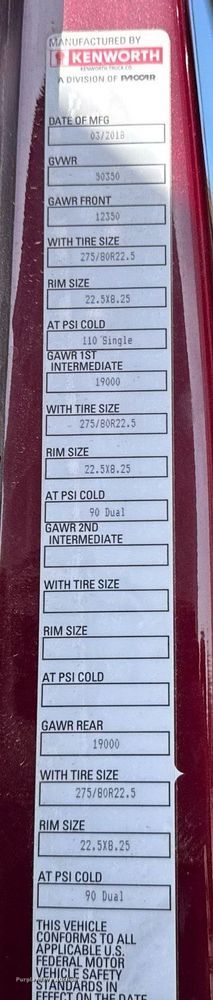 MANUFACTURED BY
KENWORTH
KENWORTH TRUCK CO.
A DIVISION OF PACCAR
DATE OF MFG
03/2018
GVWR
50350
GAWR FRONT
12350
WITH TIRE SIZE
275/80R22.5
RIM SIZE
22.5X8.25
AT PSI COLD
110 Single
GAWR 1ST
INTERMEDIATE
19000
WITH TIRE SIZE
275/80R22.5
RIM SIZE
22.5X8.25
AT PSI COLD
90 Dual
GAWR 2ND
INTERMEDIATE
WITH TIRE SIZE
RIM SIZE
AT PSI COLD
GAWR REAR
19000
WITH TIRE SIZE
275/80R22.5
RIM SIZE
22.5X8.25
AT PSI COLD
90 Dual
THIS VEHICLE
CONFORMS TO ALL
APPLICABLE U.S.
FEDERAL MOTOR
VEHICLE SAFETY
STANDARDS IN
EFFECT ON THE DATE